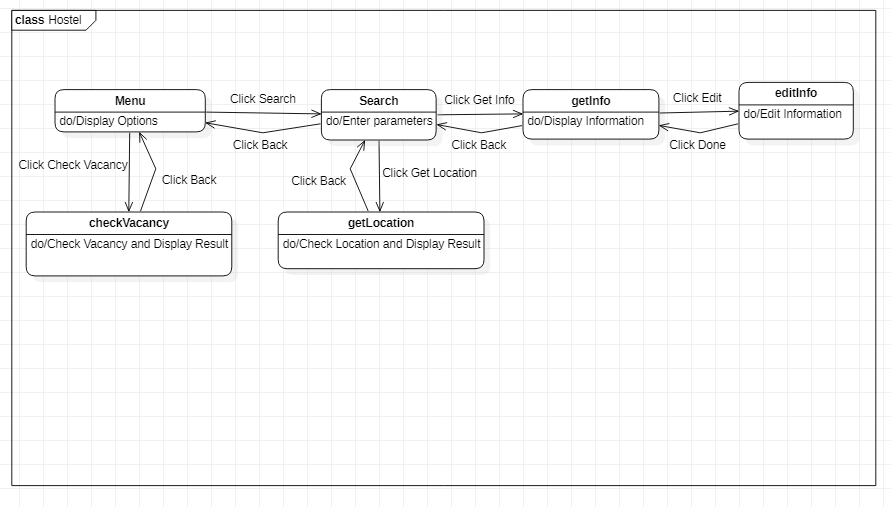 class Hostel
Menu
do/Display Options
Click Search
Click Back
Search
do/Enter parameters
Click Get Info
Click Back
getInfo
do/Display Information
Click Edit
Click Done
editInfo
do/Edit Information
Click Check Vacancy
Click Back
Click Back
Click Get Location
checkVacancy
do/Check Vacancy and Display Result
getLocation
do/Check Location and Display Result